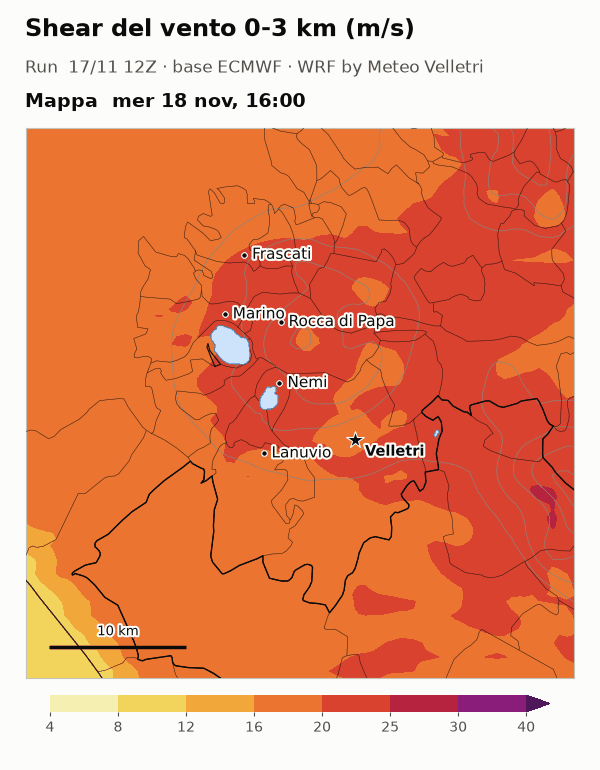 Shear del vento 0-3 km (m/s)
Run  17/11 12Z · base ECMWF · WRF by Meteo Velletri
Mappa  mer 18 nov, 16:00
Frascati
Marino
Rocca di Papa
Nemi
Velletri
Lanuvio
10 km
4 8 12 16 20 25 30 40